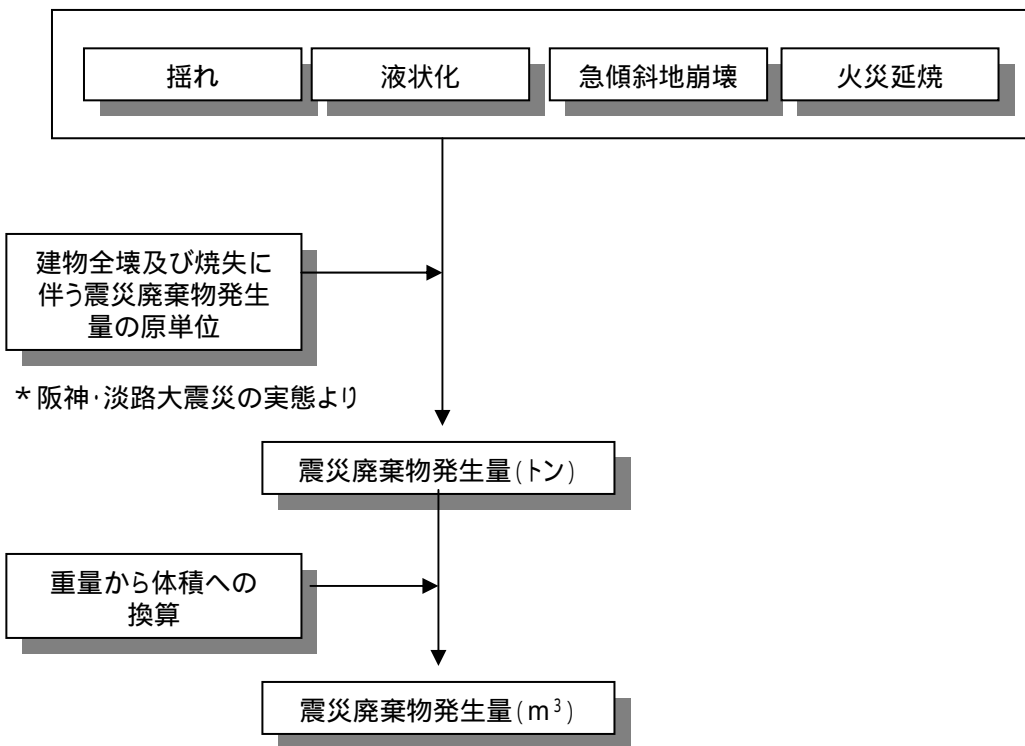 揺れ
液状化
急傾斜地崩壊
火災延焼
建物全壊及び焼失に
伴う震災廃棄物発生
量の原単位
*阪神・淡路大震災の実態より
震災廃棄物発生量(トン)
重量から体積への
換算
震災廃棄物発生量(m³)